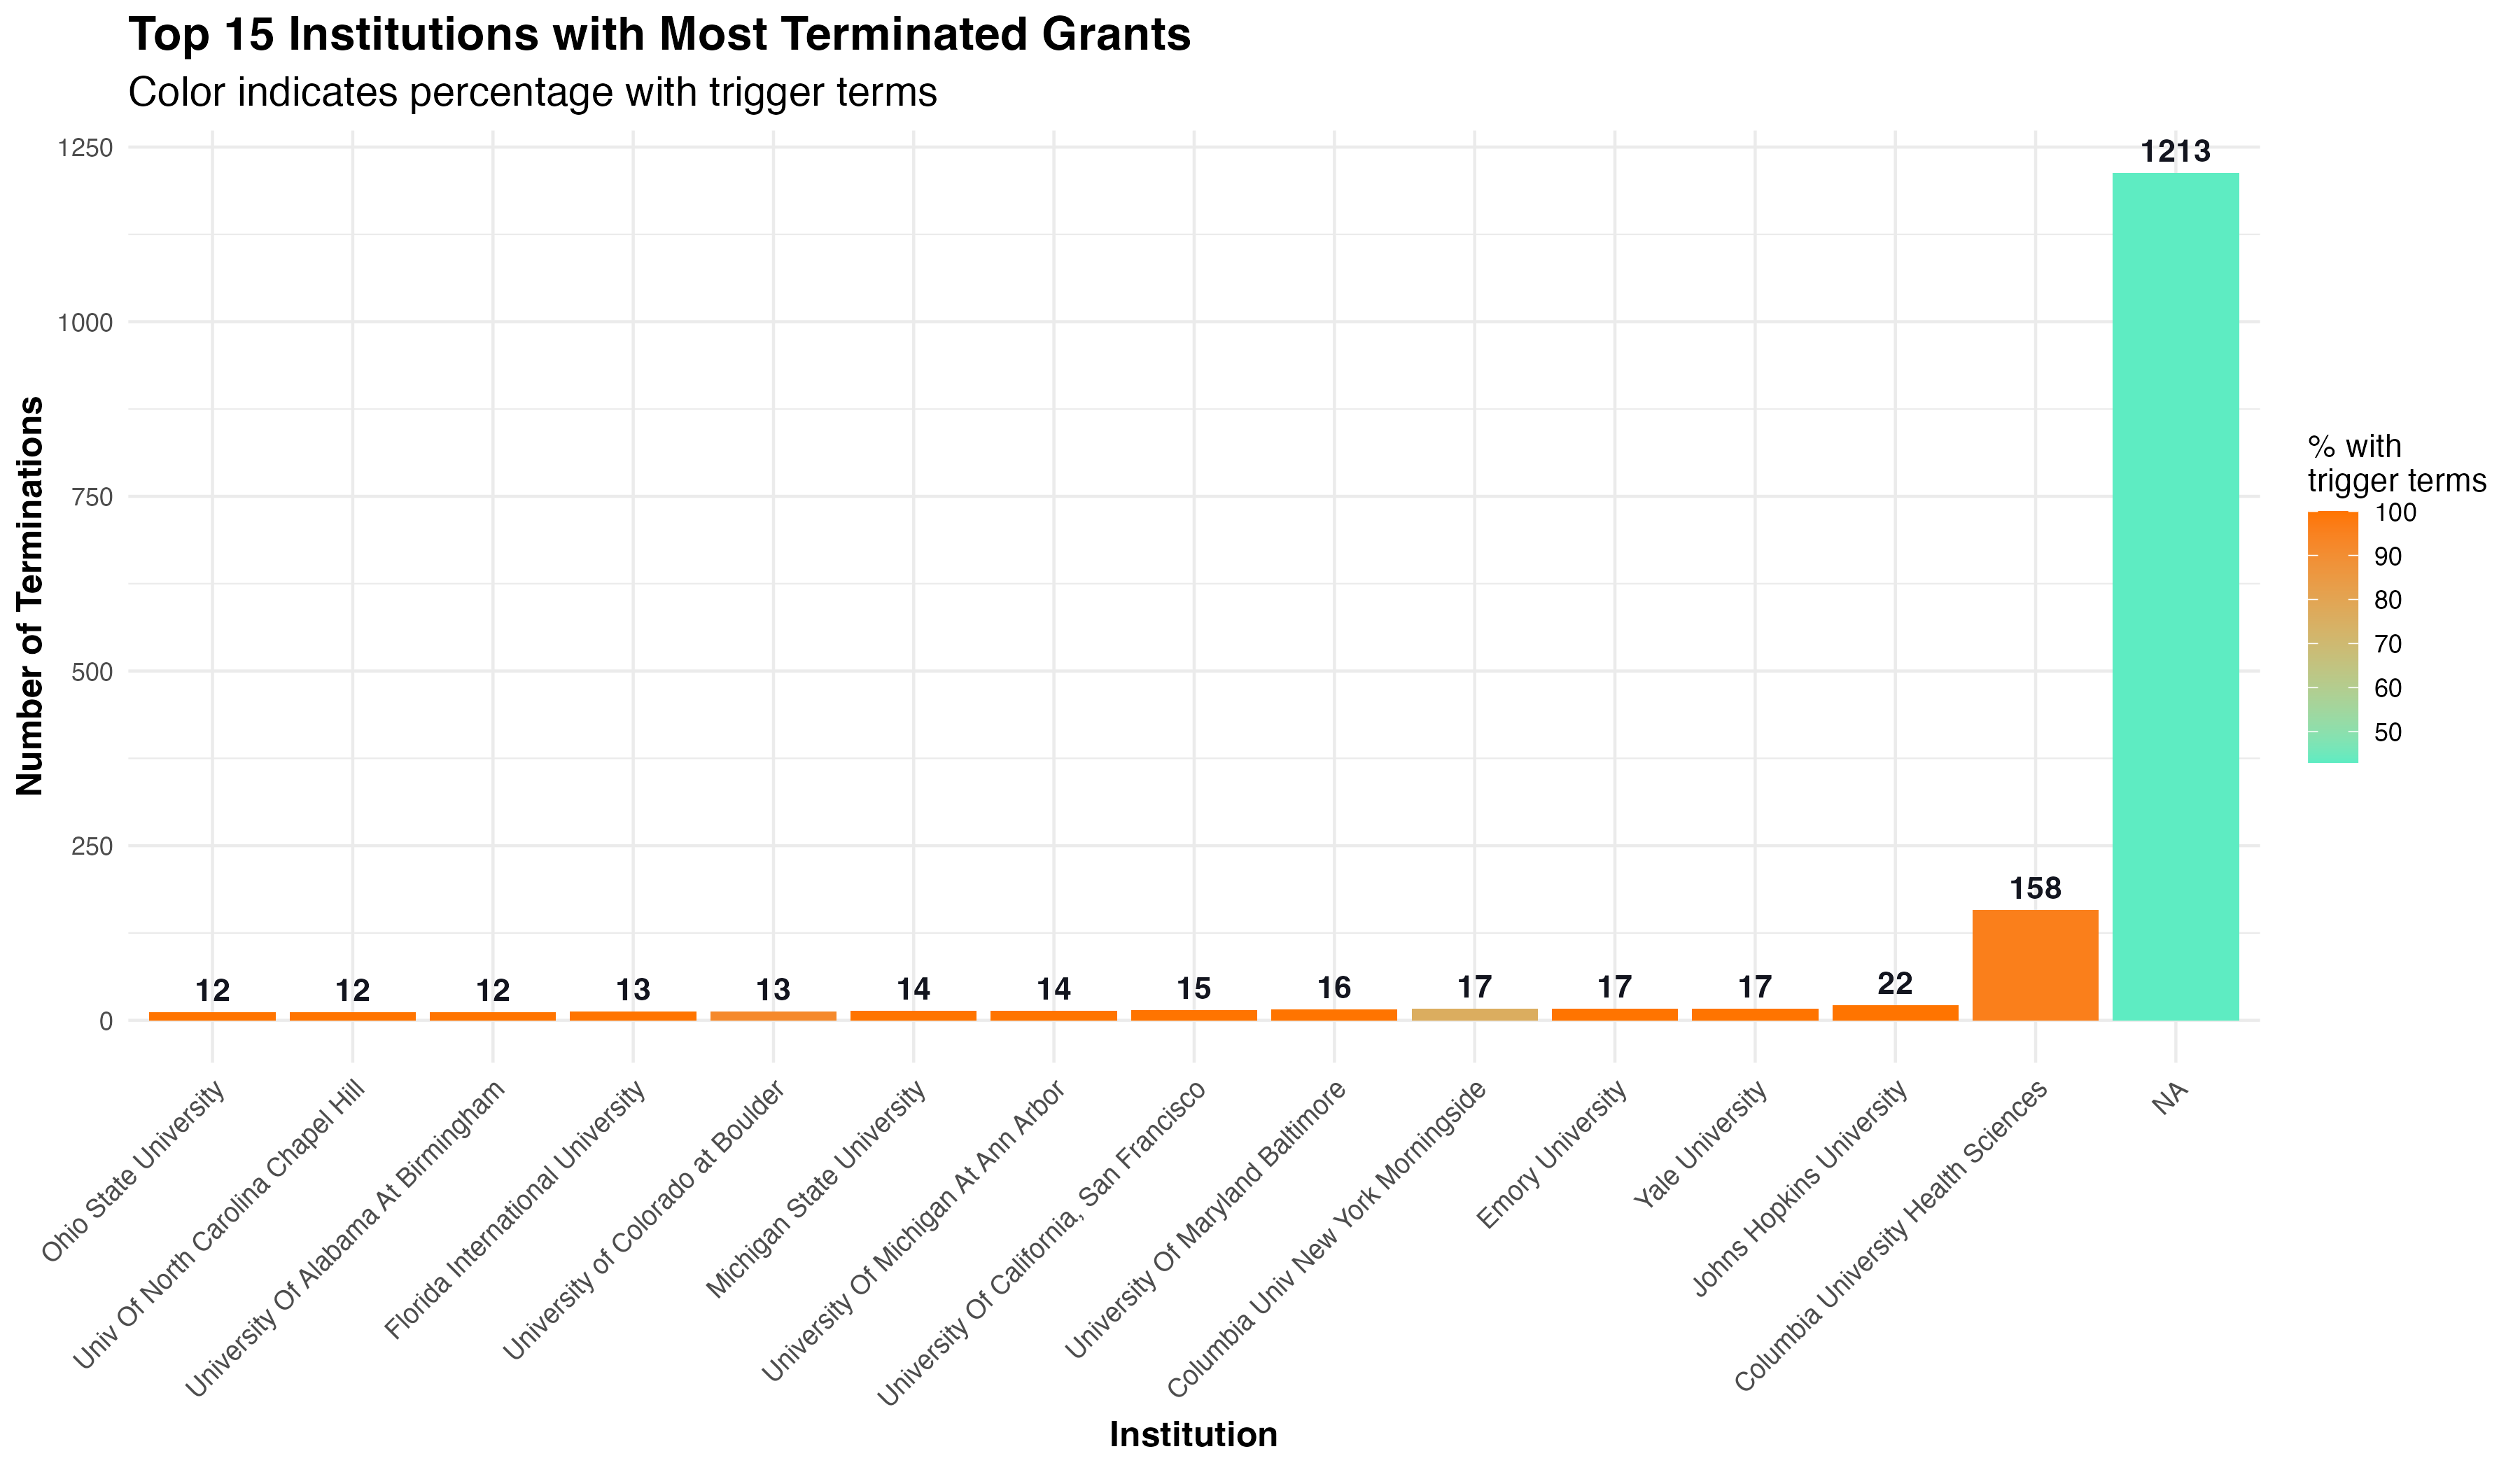 Top 15 Institutions with Most Terminated Grants
Color indicates percentage with trigger terms
Number of Terminations
1250
1000
750
500
250
0
12
12
12
13
13
14
14
15
16
17
17
17
22
158
1213
Ohio State University
Univ Of North Carolina Chapel Hill
University Of Alabama At Birmingham
Florida International University
University of Colorado at Boulder
Michigan State University
University Of Michigan At Ann Arbor
University Of California, San Francisco
University Of Maryland Baltimore
Columbia Univ New York Morningside
Emory University
Yale University
Johns Hopkins University
Columbia University Health Sciences
NA
Institution
% with
trigger terms
100
90
80
70
60
50